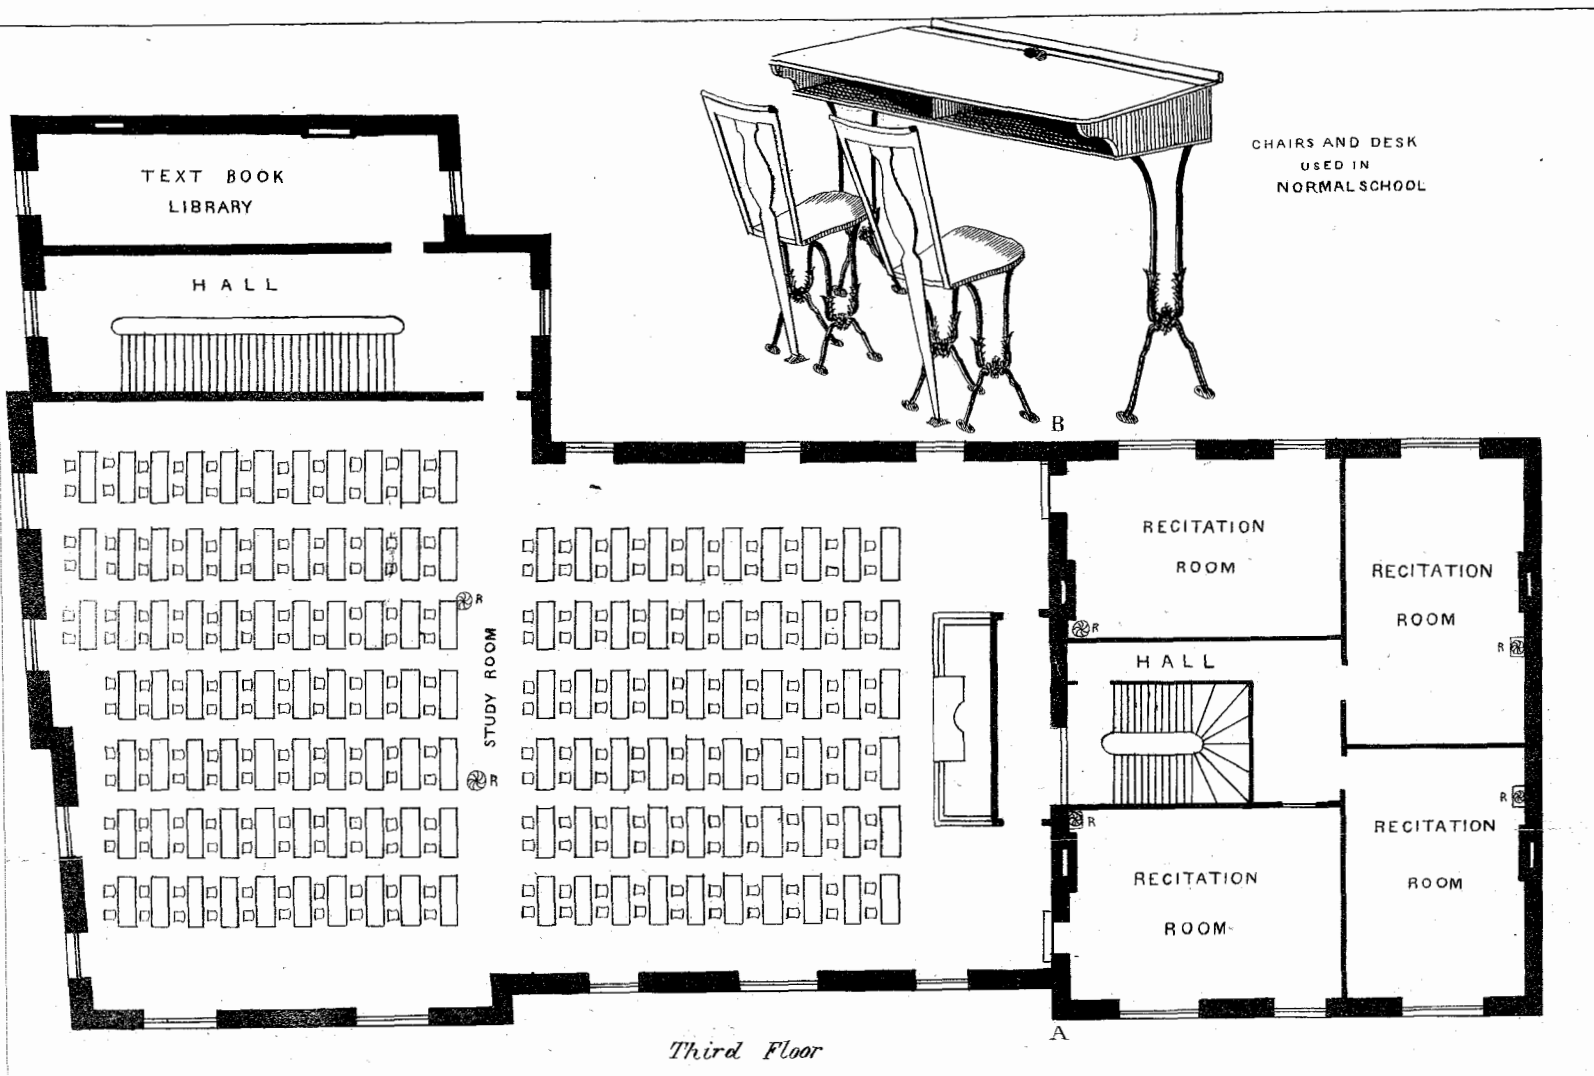 CHAIRS AND DESK
USED IN
NORMAL SCHOOL
TEXT BOOK
LIBRARY
HALL
B
RECITATION
ROOM
RECITATION
ROOM
R
R
STUDY ROOM
R
R
HALL
R
R
RECITATION
ROOM
RECITATION
ROOM
A
Third Floor